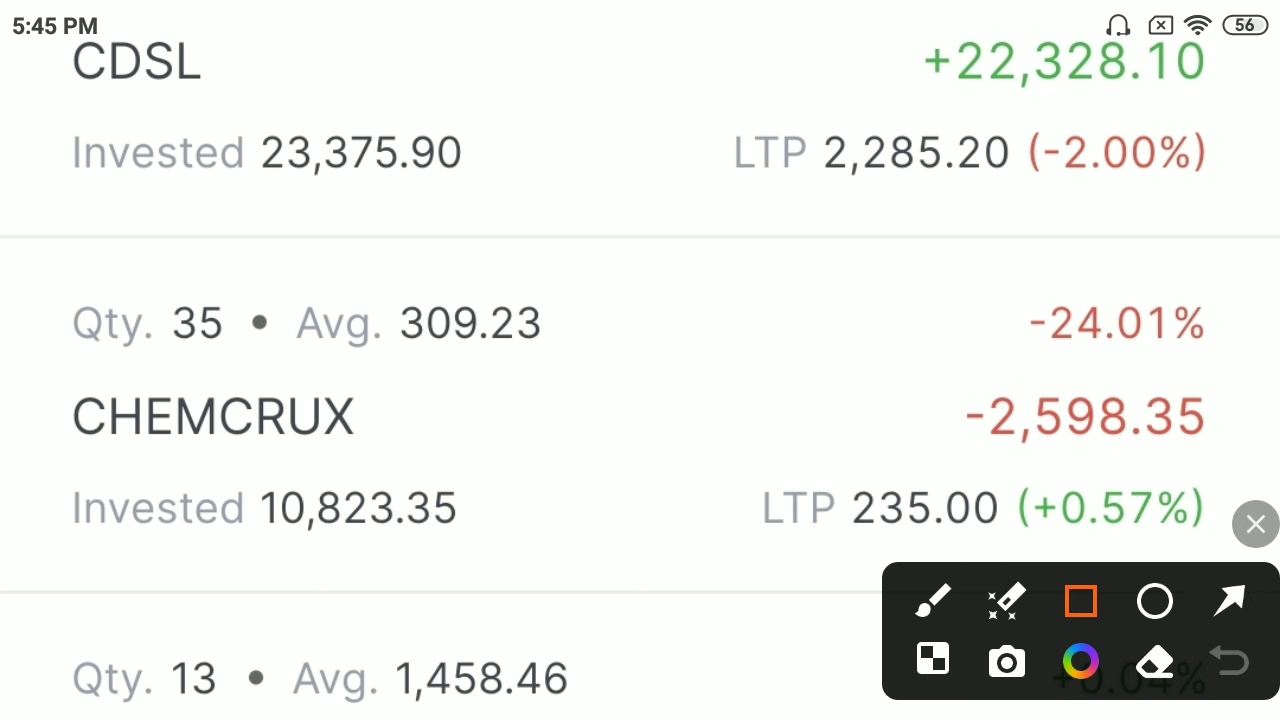 5:45 PM 56
CDSL +22,328.10
Invested 23,375.90 LTP 2,285.20 (-2.00%)
Qty. 35 • Avg. 309.23 -24.01%
CHEMCRUX -2,598.35
Invested 10,823.35 LTP 235.00 (+0.57%)
Qty. 13 • Avg. 1,458.46 +0.04%